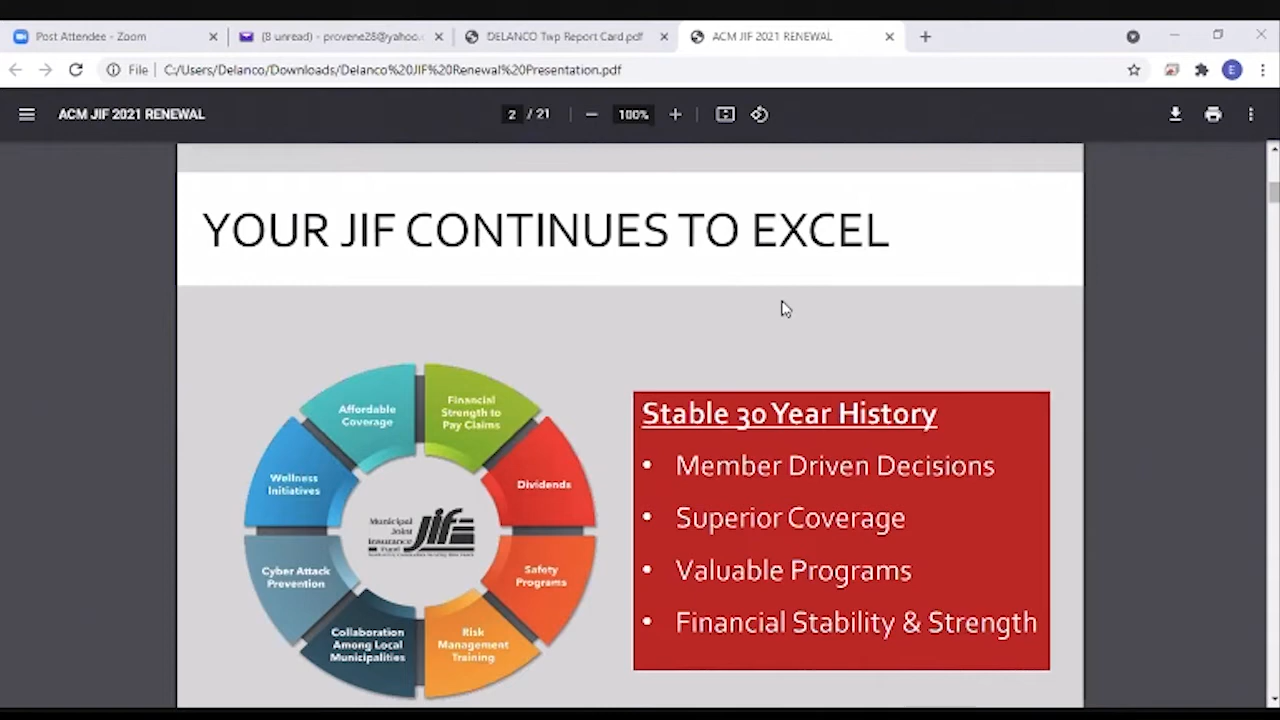 Post Attendee - Zoom
(8 unread) - provene28@yahoo.c
DELANCO Twp Report Card.pdf
ACM JIF 2021 RENEWAL
File
C:/Users/Delanco/Downloads/Delanco%20JIF%20Renewal%20Presentation.pdf
E
ACM JIF 2021 RENEWAL
2 / 21
100%
YOUR JIF CONTINUES TO EXCEL
Affordable
Coverage
Financial
Strength to
Pay Claims
Wellness
Initiatives
Dividends
Municipal
Joint
Insurance
Fund
Jif
Cyber Attack
Prevention
Safety
Programs
Collaboration
Among Local
Municipalities
Risk
Management
Training
Stable 30 Year History
• Member Driven Decisions
• Superior Coverage
• Valuable Programs
• Financial Stability & Strength